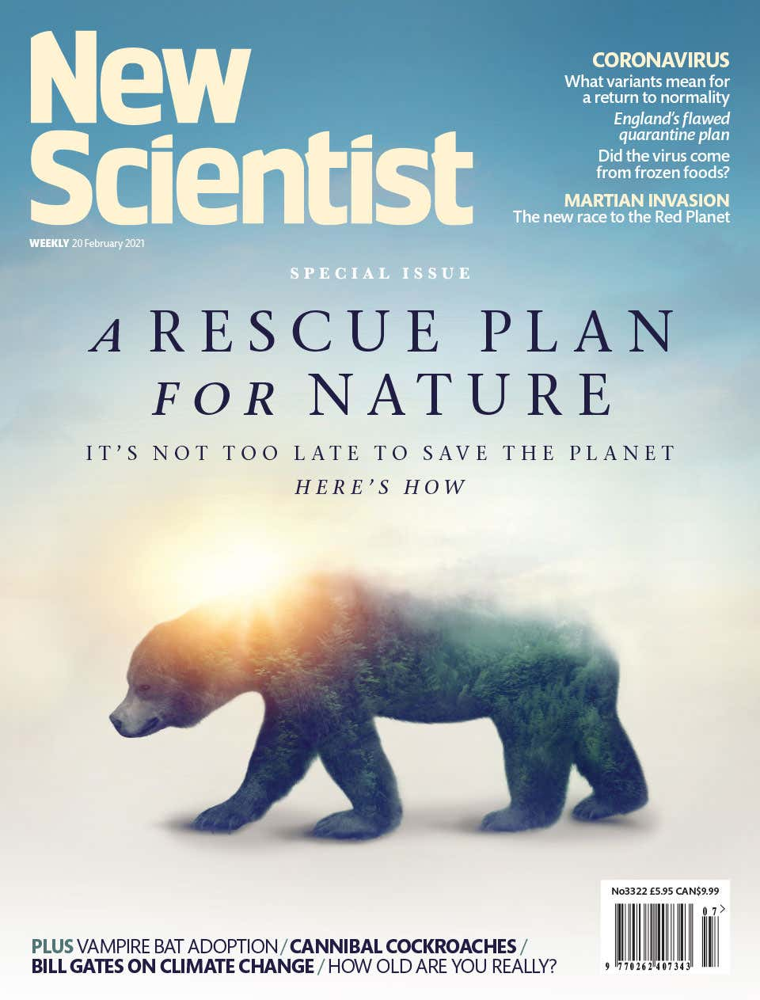 New
Scientist
WEEKLY 20 February 2021
CORONAVIRUS
What variants mean for
a return to normality
England's flawed
quarantine plan
Did the virus come
from frozen foods?
MARTIAN INVASION
The new race to the Red Planet
SPECIAL ISSUE
A RESCUE PLAN
FOR NATURE
IT'S NOT TOO LATE TO SAVE THE PLANET
HERE'S HOW
PLUS VAMPIRE BAT ADOPTION / CANNIBAL COCKROACHES /
BILL GATES ON CLIMATE CHANGE / HOW OLD ARE YOU REALLY?
No3322 £5.95 CAN$9.99
07>
9 770262 407343